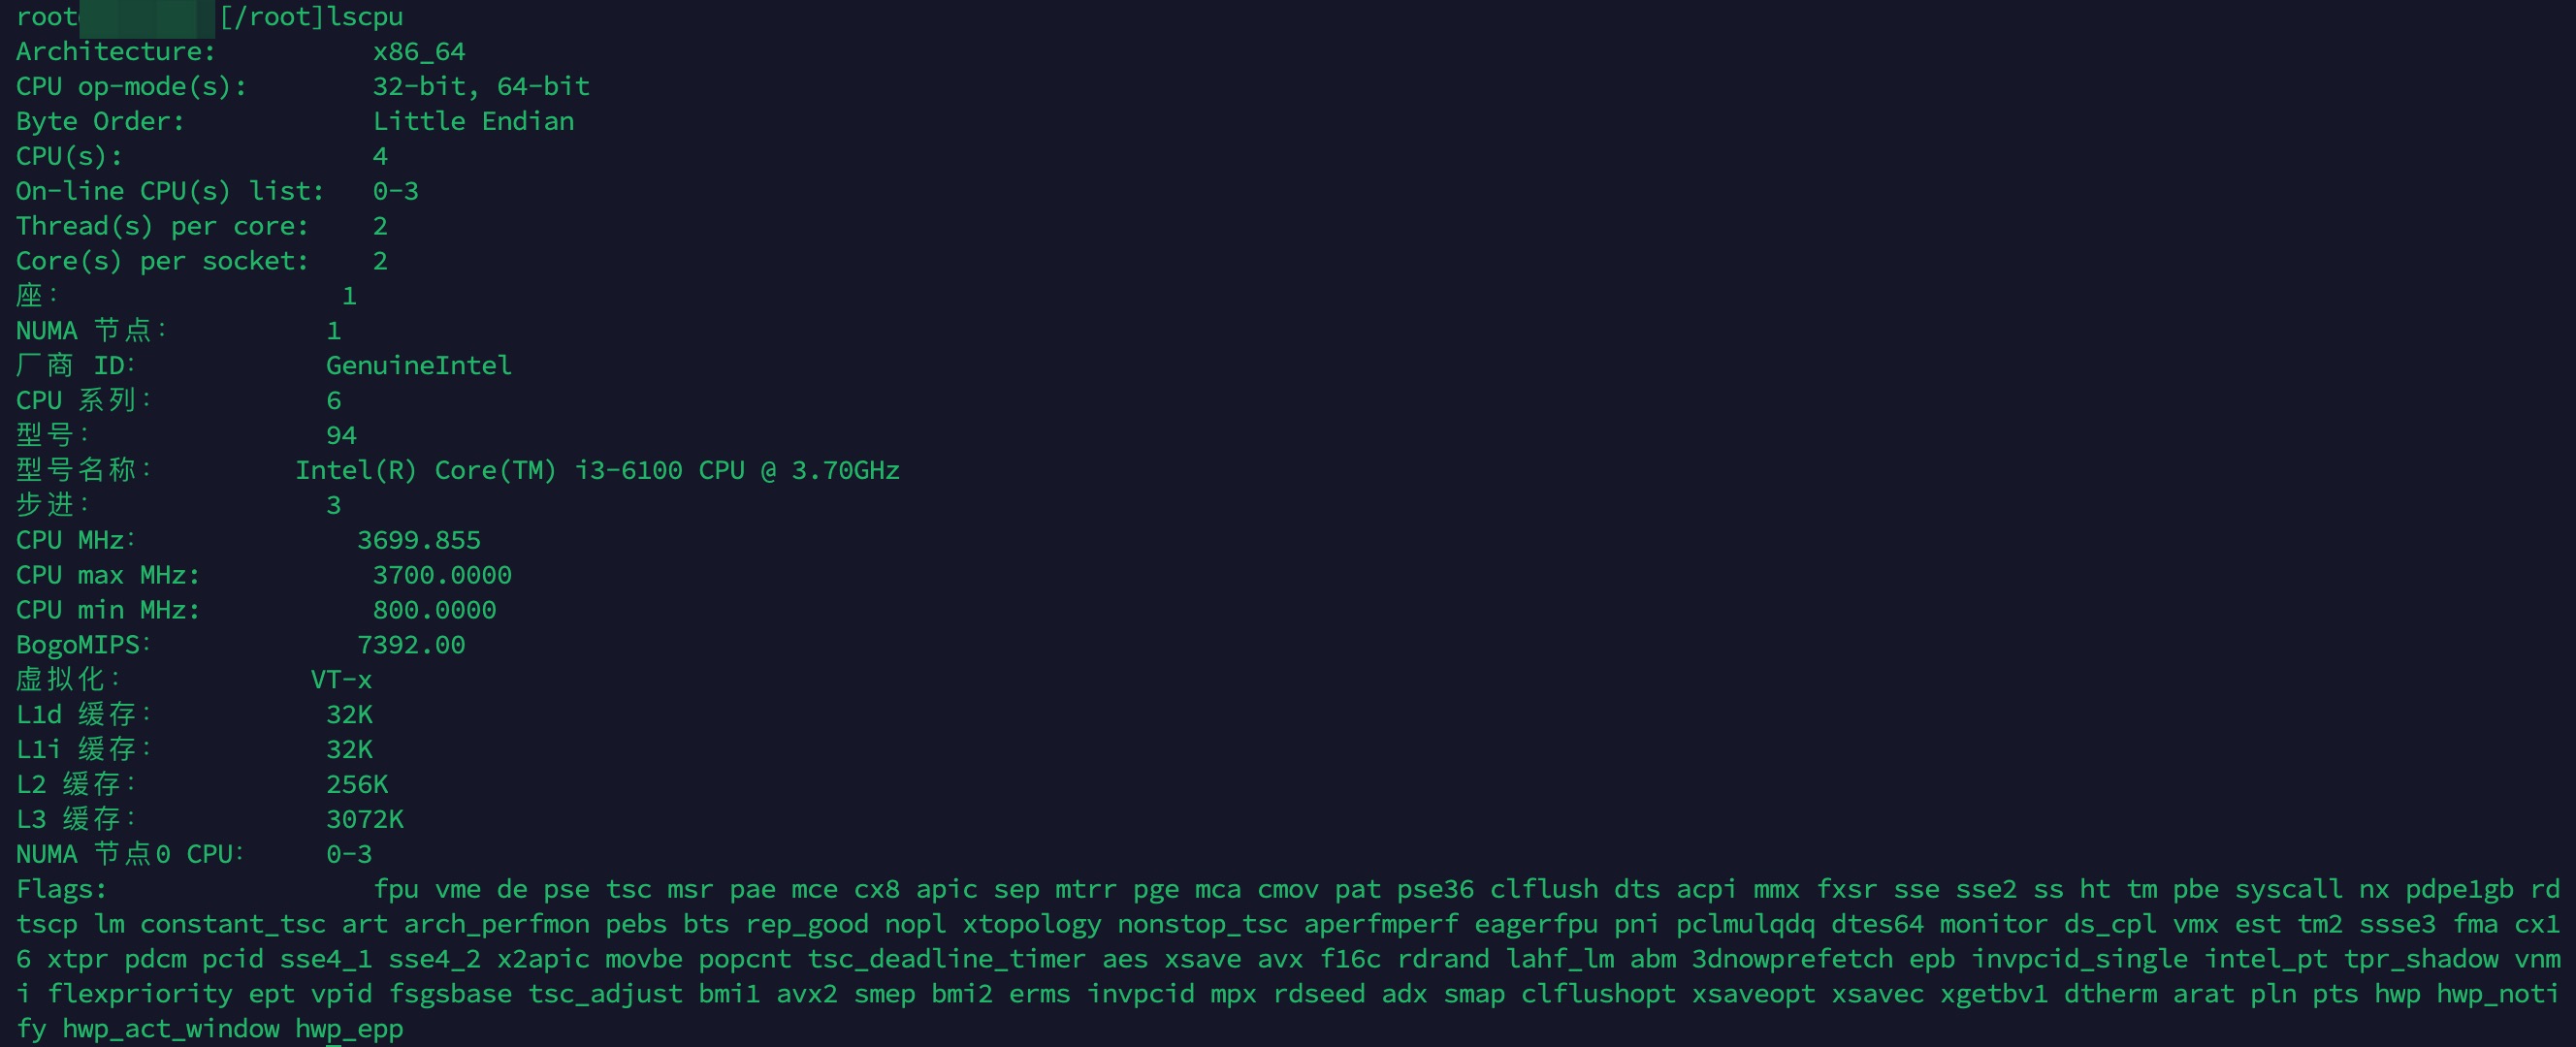 root [/root]lscpu
Architecture:          x86_64
CPU op-mode(s):        32-bit, 64-bit
Byte Order:            Little Endian
CPU(s):                4
On-line CPU(s) list:   0-3
Thread(s) per core:    2
Core(s) per socket:    2
座：                 1
NUMA 节点：         1
厂商 ID：           GenuineIntel
CPU 系列：          6
型号：              94
型号名称：        Intel(R) Core(TM) i3-6100 CPU @ 3.70GHz
步进：              3
CPU MHz：             3699.855
CPU max MHz:           3700.0000
CPU min MHz:           800.0000
BogoMIPS：            7392.00
虚拟化：           VT-x
L1d 缓存：          32K
L1i 缓存：          32K
L2 缓存：           256K
L3 缓存：           3072K
NUMA 节点0 CPU：    0-3
Flags:                 fpu vme de pse tsc msr pae mce cx8 apic sep mtrr pge mca cmov pat pse36 clflush dts acpi mmx fxsr sse sse2 ss ht tm pbe syscall nx pdpe1gb rd
tscp lm constant_tsc art arch_perfmon pebs bts rep_good nopl xtopology nonstop_tsc aperfmperf eagerfpu pni pclmulqdq dtes64 monitor ds_cpl vmx est tm2 ssse3 fma cx1
6 xtpr pdcm pcid sse4_1 sse4_2 x2apic movbe popcnt tsc_deadline_timer aes xsave avx f16c rdrand lahf_lm abm 3dnowprefetch epb invpcid_single intel_pt tpr_shadow vnm
i flexpriority ept vpid fsgsbase tsc_adjust bmi1 avx2 smep bmi2 erms invpcid mpx rdseed adx smap clflushopt xsaveopt xsavec xgetbv1 dtherm arat pln pts hwp hwp_noti
fy hwp_act_window hwp_epp